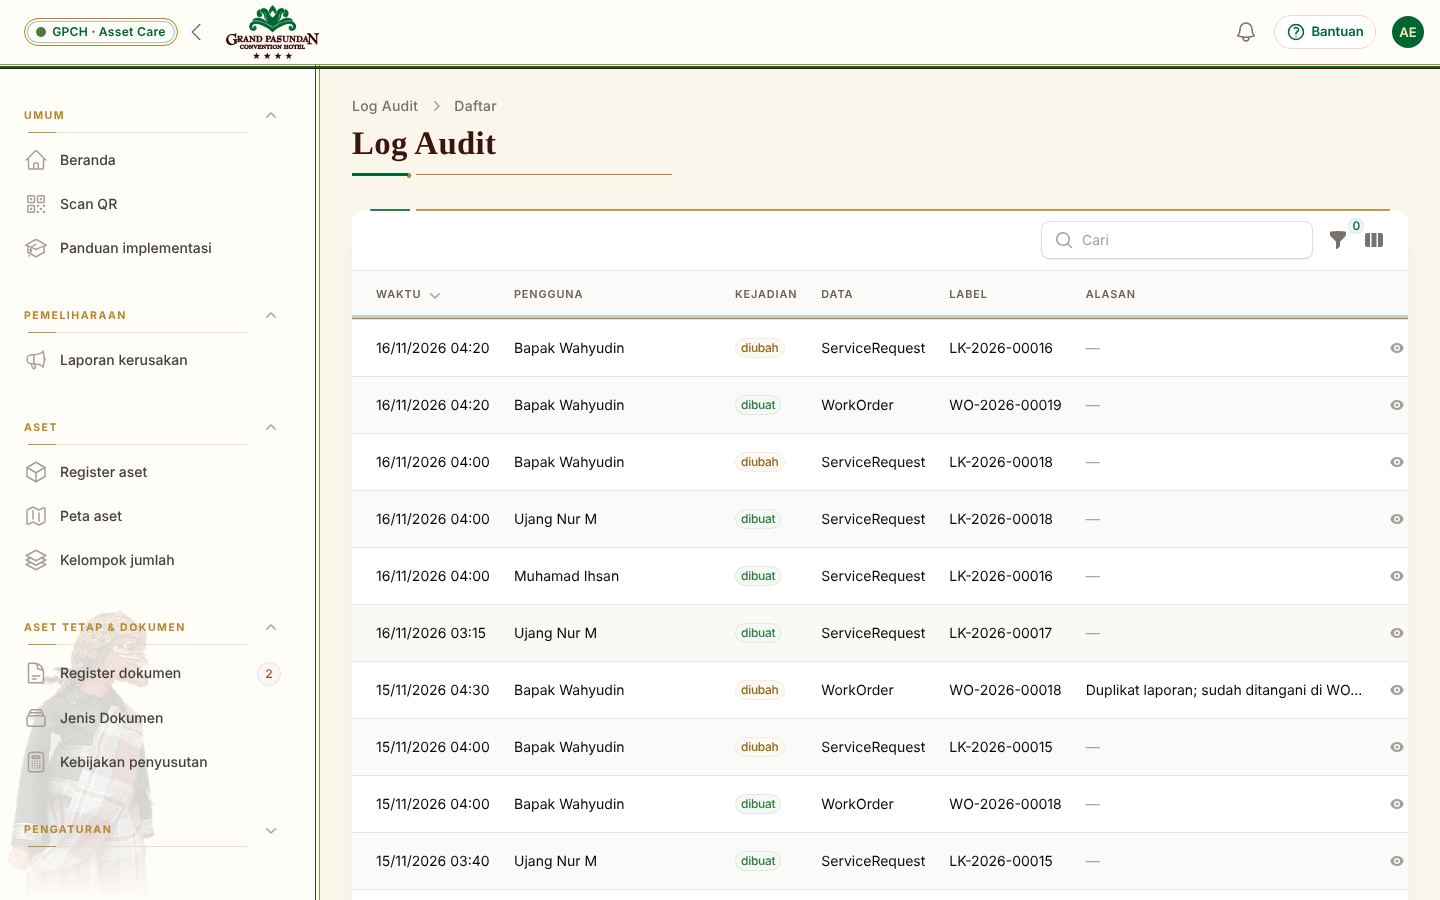 GPCH · Asset Care
GRAND PASUNDAN
CONVENTION HOTEL
Bantuan
AE
UMUM
Beranda
Scan QR
Panduan implementasi
PEMELIHARAAN
Laporan kerusakan
ASET
Register aset
Peta aset
Kelompok jumlah
ASET TETAP & DOKUMEN
Register dokumen 2
Jenis Dokumen
Kebijakan penyusutan
PENGATURAN
Log Audit Daftar
Log Audit
Cari
0
WAKTU PENGGUNA KEJADIAN DATA LABEL ALASAN
16/11/2026 04:20 Bapak Wahyudin diubah ServiceRequest LK-2026-00016 —
16/11/2026 04:20 Bapak Wahyudin dibuat WorkOrder WO-2026-00019 —
16/11/2026 04:00 Bapak Wahyudin diubah ServiceRequest LK-2026-00018 —
16/11/2026 04:00 Ujang Nur M dibuat ServiceRequest LK-2026-00018 —
16/11/2026 04:00 Muhamad Ihsan dibuat ServiceRequest LK-2026-00016 —
16/11/2026 03:15 Ujang Nur M dibuat ServiceRequest LK-2026-00017 —
15/11/2026 04:30 Bapak Wahyudin diubah WorkOrder WO-2026-00018 Duplikat laporan; sudah ditangani di WO...
15/11/2026 04:00 Bapak Wahyudin diubah ServiceRequest LK-2026-00015 —
15/11/2026 04:00 Bapak Wahyudin dibuat WorkOrder WO-2026-00018 —
15/11/2026 03:40 Ujang Nur M dibuat ServiceRequest LK-2026-00015 —